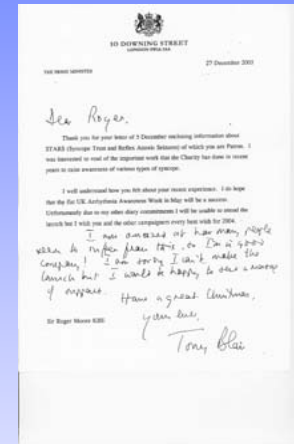 10 DOWNING STREET
LONDON SW1A 2AA
27 December 2003
THE PRIME MINISTER
Dear Roger,
Thank you for your letter of 5 December enclosing information about
STARS (Syncope Trust and Reflex Anoxic Seizures) of which you are Patron. I
was interested to read of the important work that the Charity has done in recent
years to raise awareness of various types of syncope.
I well understand how you felt about your recent experience. I do hope
that the UK Arrhythmia Awareness Week in May will be a success.
Unfortunately due to my other diary commitments I will be unable to attend the
launch but I wish you and the other campaigners every best wish for 2004.
I am amazed at how many people
seem to suffer from this, so I'm in good
company! I am sorry I can't make the
launch but I would be happy to send a message
of support.
Have a great Christmas,
yours ever,
Tony Blair
Sir Roger Moore KBE